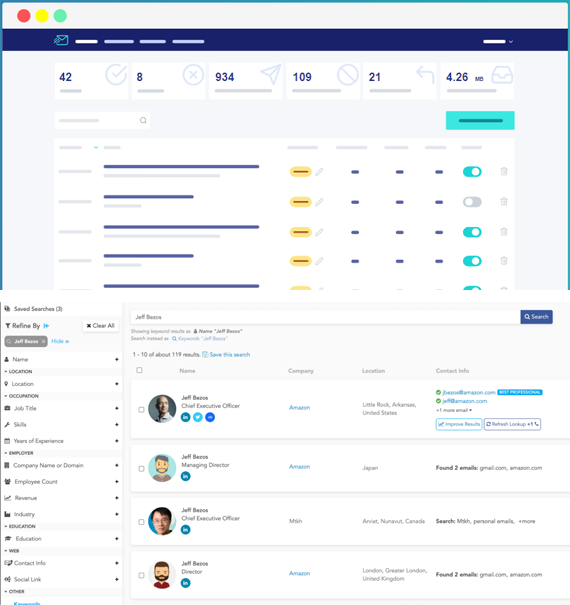 42
8
934
109
21
4.26 MB
Saved Searches (3)
Refine By
Clear All
Jeff Bezos
Hide
Name
LOCATION
Location
OCCUPATION
Job Title
Skills
Years of Experience
EMPLOYER
Company Name or Domain
Employee Count
Revenue
Industry
EDUCATION
Education
WEB
Contact Info
Social Link
OTHER
Keywords
Jeff Bezos
Search
Showing keyword results as Name "Jeff Bezos"
Search instead as Keywords "Jeff Bezos"
1 - 10 of about 119 results. Save this search
Name Company Location Contact Info
Jeff Bezos
Chief Executive Officer
Amazon
Little Rock, Arkansas,
United States
jbezos@amazon.com BEST PROFESSIONAL
jeff@amazon.com
+1 more email
Improve Results
Refresh Lookup +1
Jeff Bezos
Managing Director
Amazon
Japan
Found 2 emails: gmail.com, amazon.com
Jeff Bezos
Chief Executive Officer
Mtkh
Arviat, Nunavut, Canada
Search: Mtkh, personal emails, +more
Jeff Bezos
Director
Amazon
London, Greater London,
United Kingdom
Found 2 emails: gmail.com, amazon.com